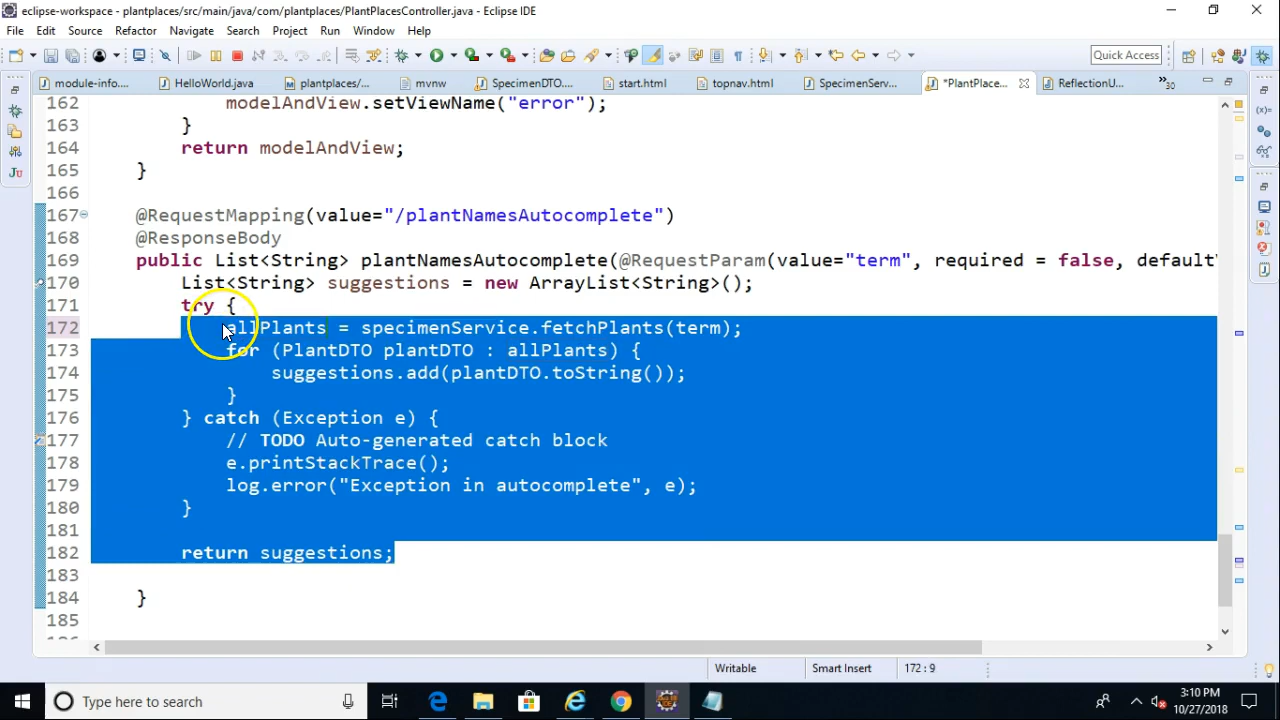 eclipse-workspace - plantplaces/src/main/java/com/plantplaces/PlantPlacesController.java - Eclipse IDE
File Edit Source Refactor Navigate Search Project Run Window Help
Quick Access
module-info.... HelloWorld.java plantplaces/... mvnw SpecimenDTO.... start.html topnav.html SpecimenServ... *PlantPlace... ReflectionU... »30
162 modelAndView.setViewName("error");
163 }
164 return modelAndView;
165 }
166
167 @RequestMapping(value="/plantNamesAutocomplete")
168 @ResponseBody
169 public List<String> plantNamesAutocomplete(@RequestParam(value="term", required = false, default
170 List<String> suggestions = new ArrayList<String>();
171 try {
172 allPlants = specimenService.fetchPlants(term);
173 for (PlantDTO plantDTO : allPlants) {
174 suggestions.add(plantDTO.toString());
175 }
176 } catch (Exception e) {
177 // TODO Auto-generated catch block
178 e.printStackTrace();
179 log.error("Exception in autocomplete", e);
180 }
181
182 return suggestions;
183
184 }
185
Writable Smart Insert 172 : 9
Type here to search
3:10 PM
10/27/2018